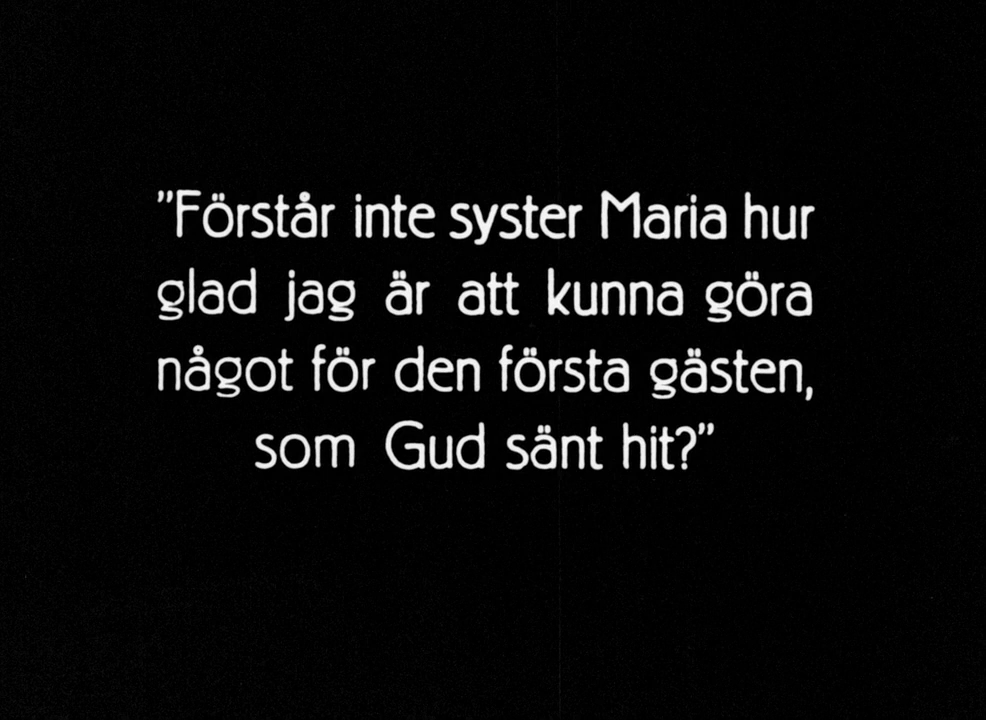 ”Förstår inte syster Maria hur
glad jag är att kunna göra
något för den första gästen,
som Gud sänt hit?”